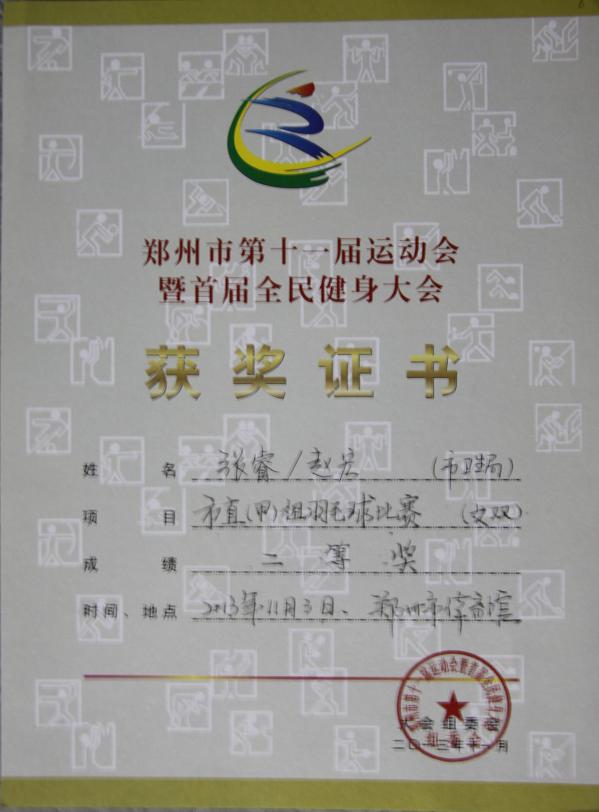 郑州市第十一届运动会
暨首届全民健身大会
获奖证书
姓 名 张睿/赵 (市卫生局)
项 目 市直(甲)组羽毛球比赛 (女双)
成 绩 二等奖
时间、地点 2013年11月3日、郑州市体育馆
大会组委会
二〇一三年十一月